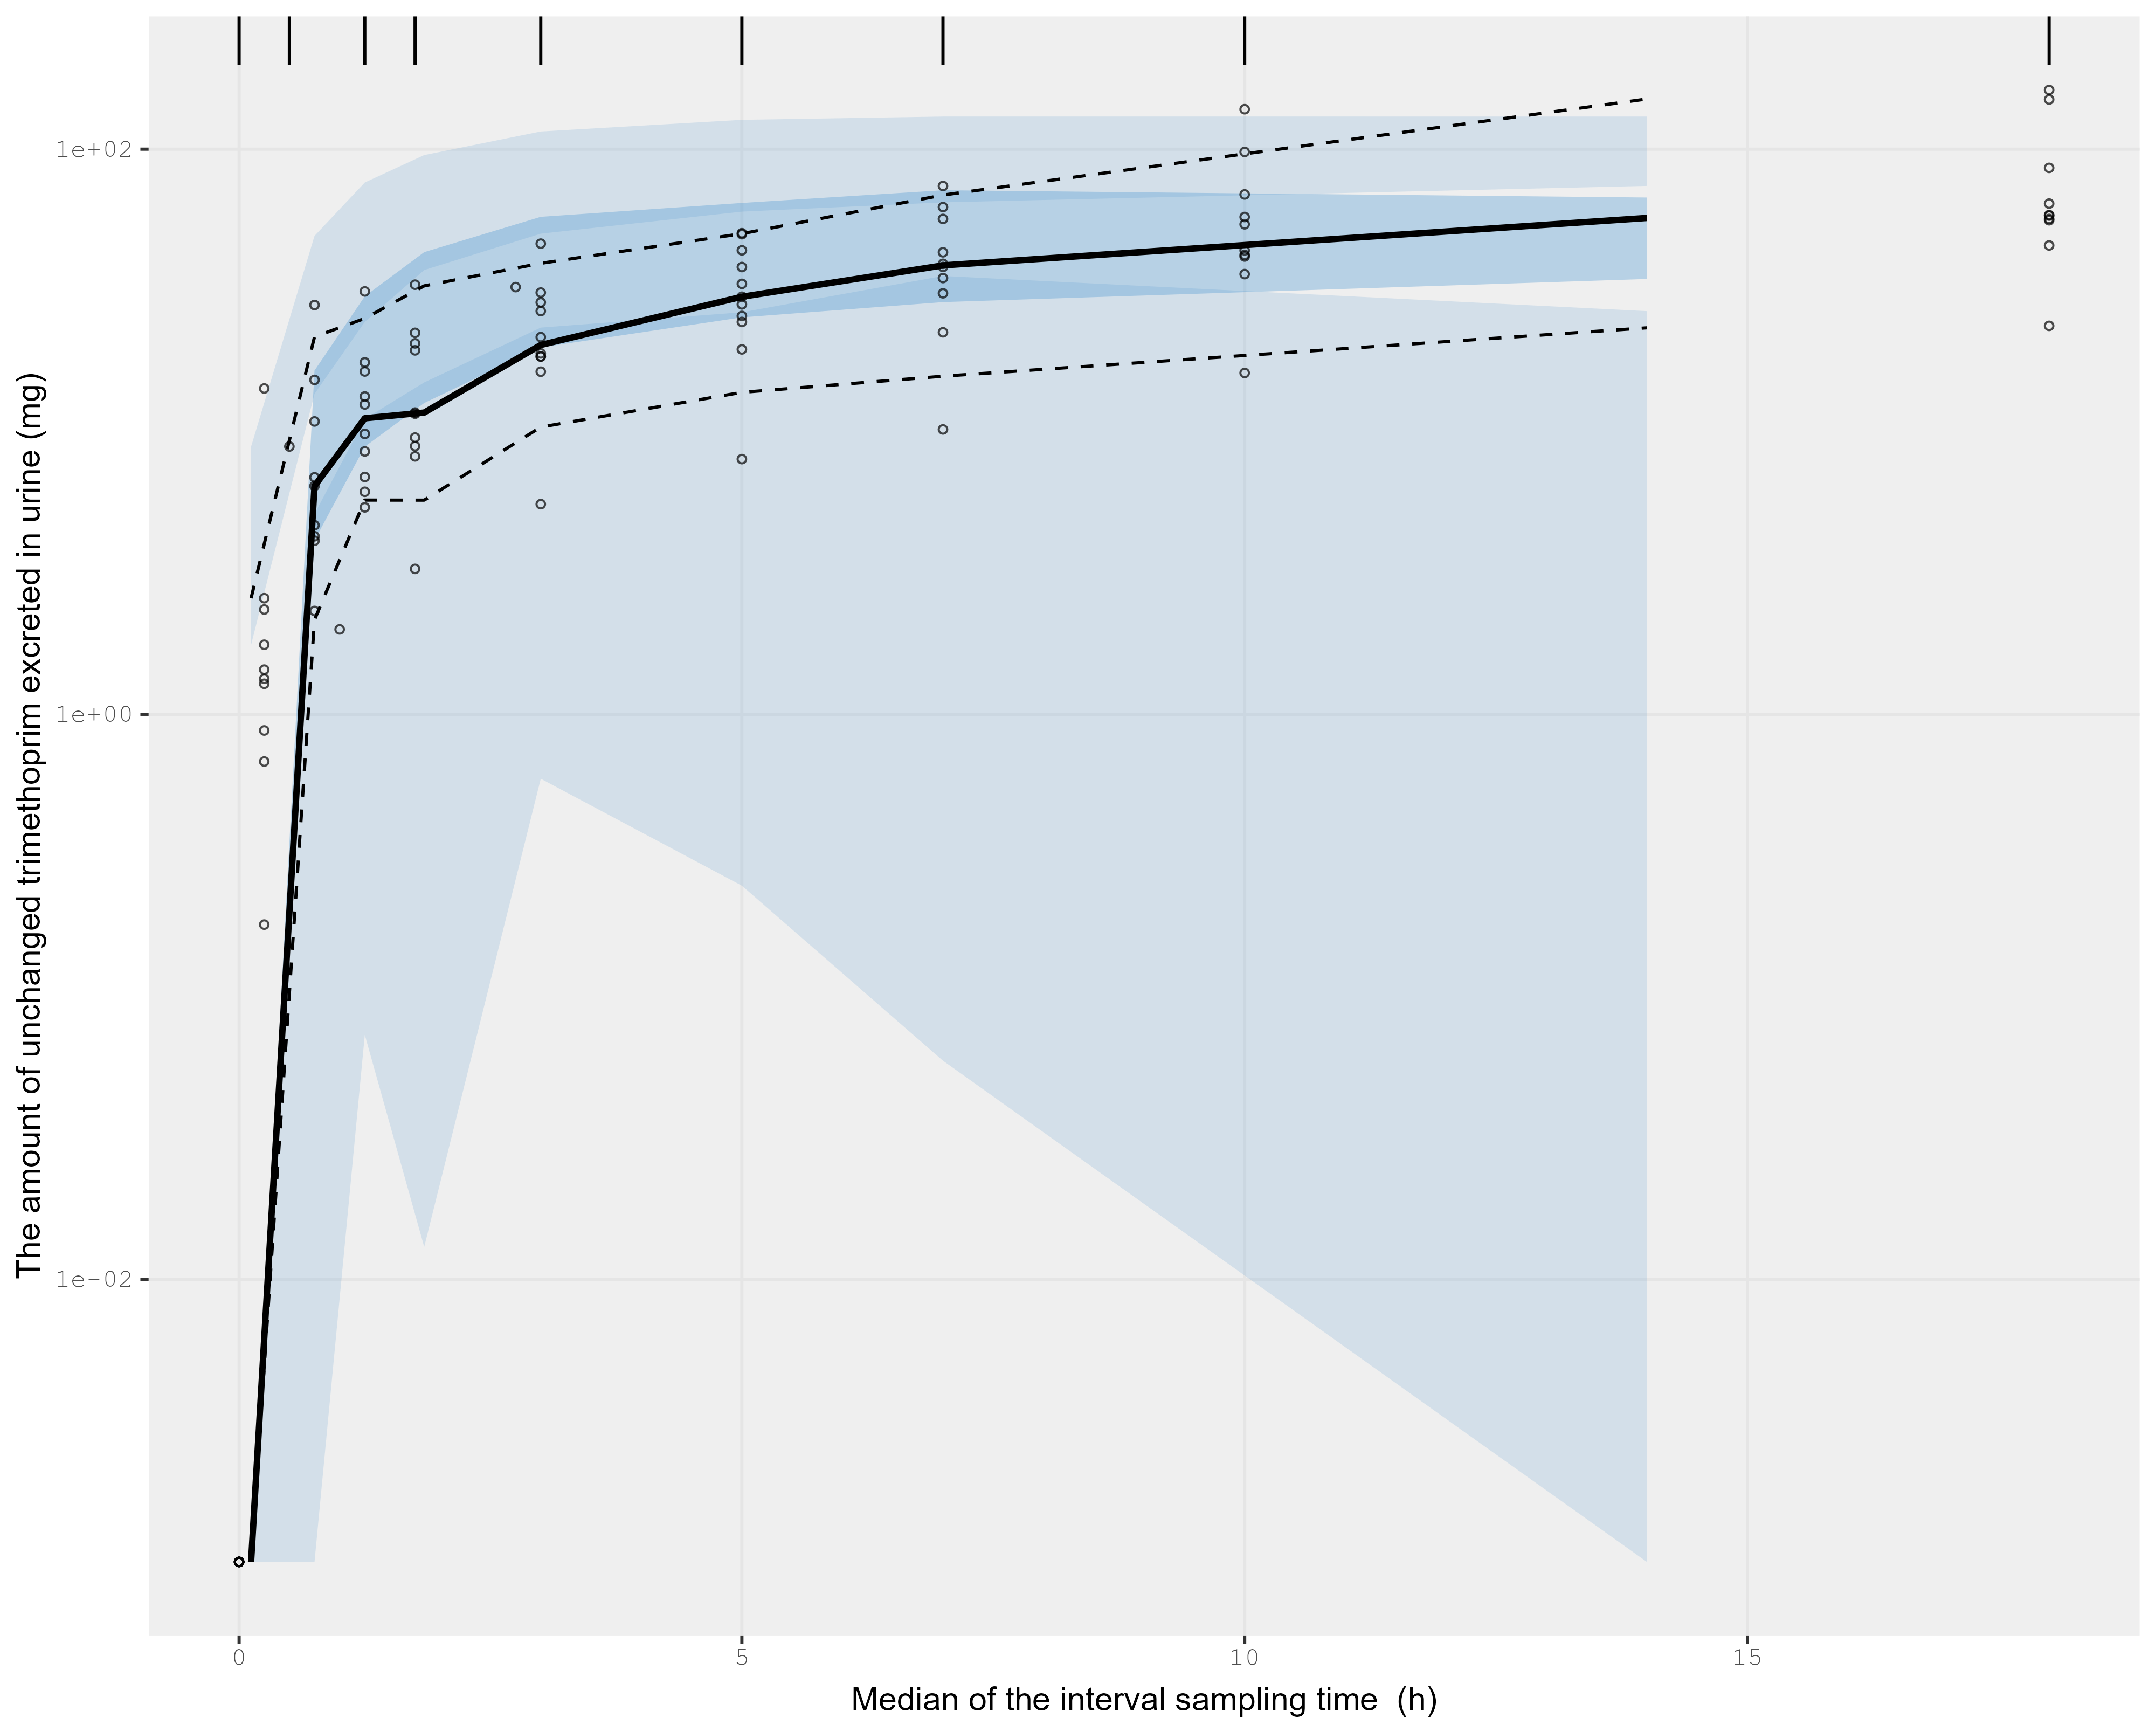 The amount of unchanged trimethoprim excreted in urine (mg)
1e+02
1e+00
1e-02
0 5 10 15
Median of the interval sampling time (h)